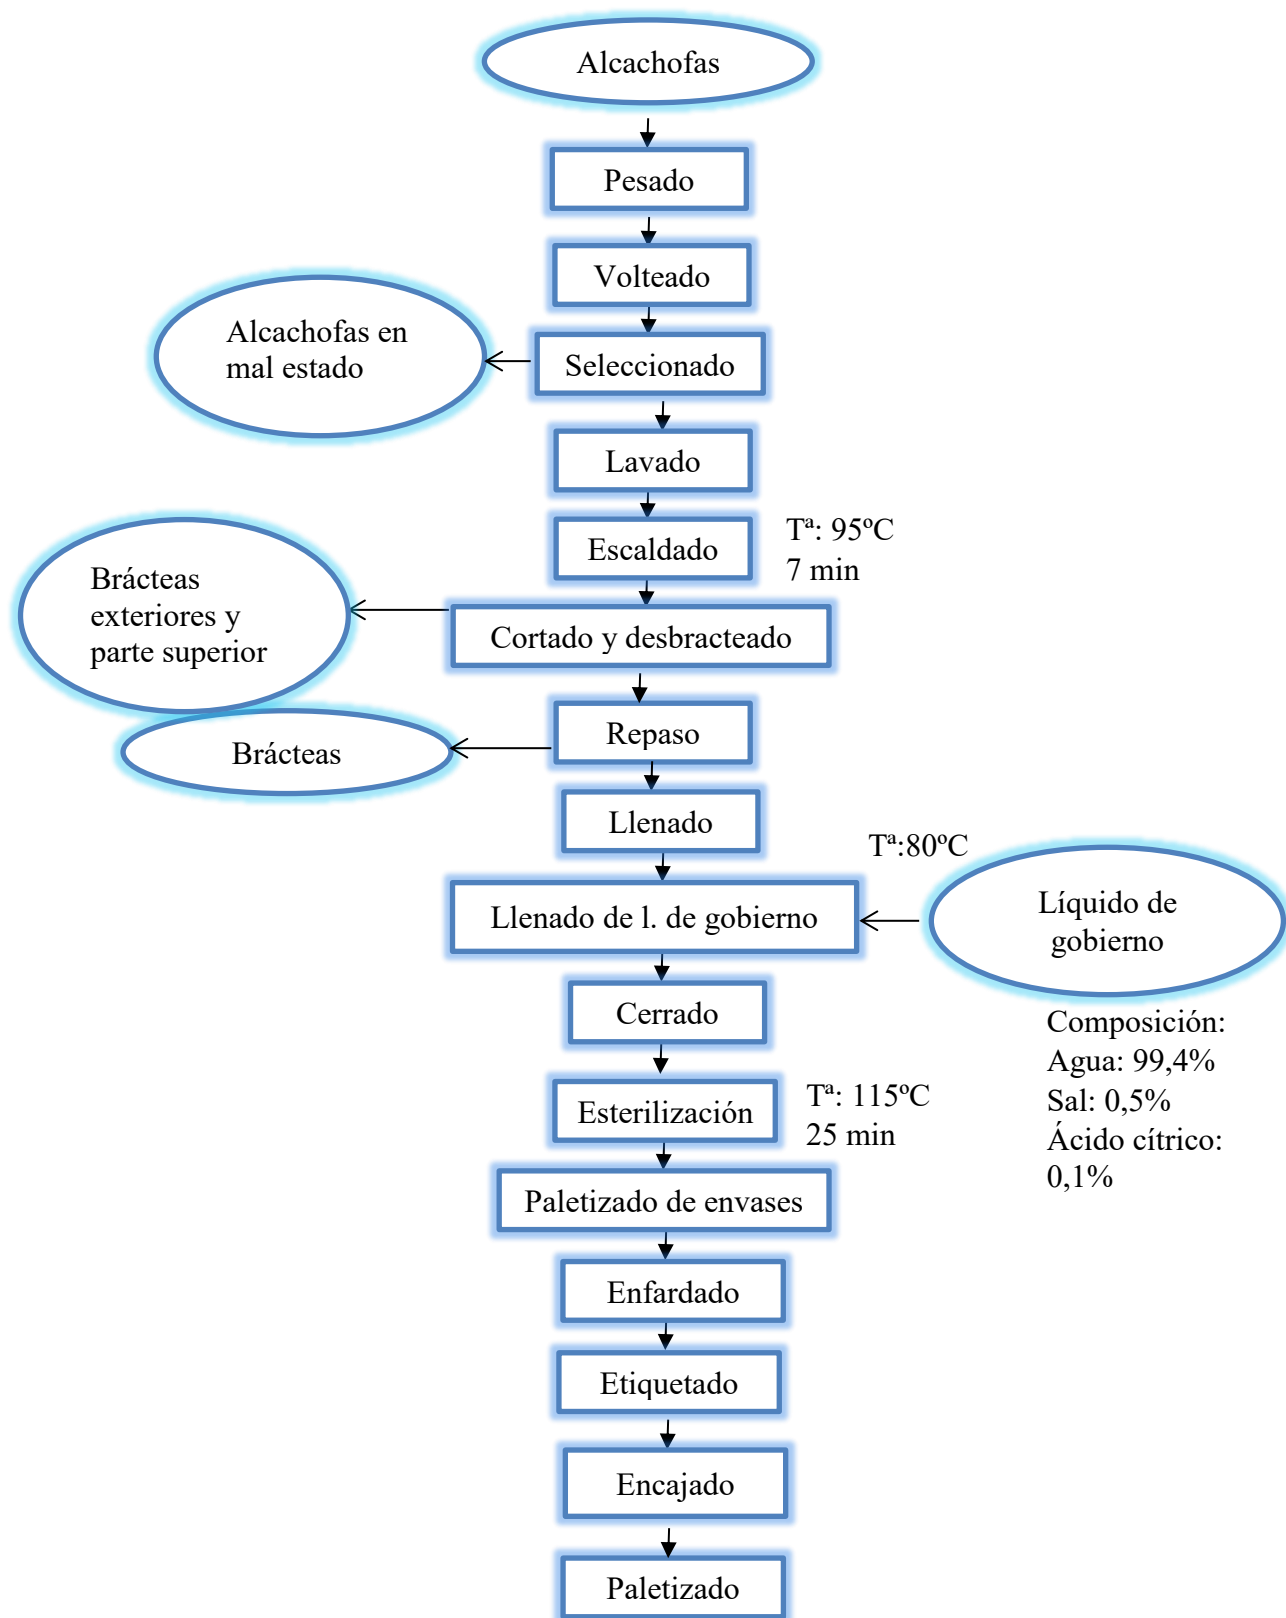 Alcachofas
Pesado
Volteado
Alcachofas en
mal estado
Seleccionado
Lavado
Escaldado
Tª: 95ºC
7 min
Brácteas
exteriores y
parte superior
Cortado y desbracteado
Repaso
Brácteas
Llenado
Tª:80ºC
Llenado de l. de gobierno
Líquido de
gobierno
Cerrado
Composición:
Agua: 99,4%
Sal: 0,5%
Ácido cítrico:
0,1%
Esterilización
Tª: 115ºC
25 min
Paletizado de envases
Enfardado
Etiquetado
Encajado
Paletizado